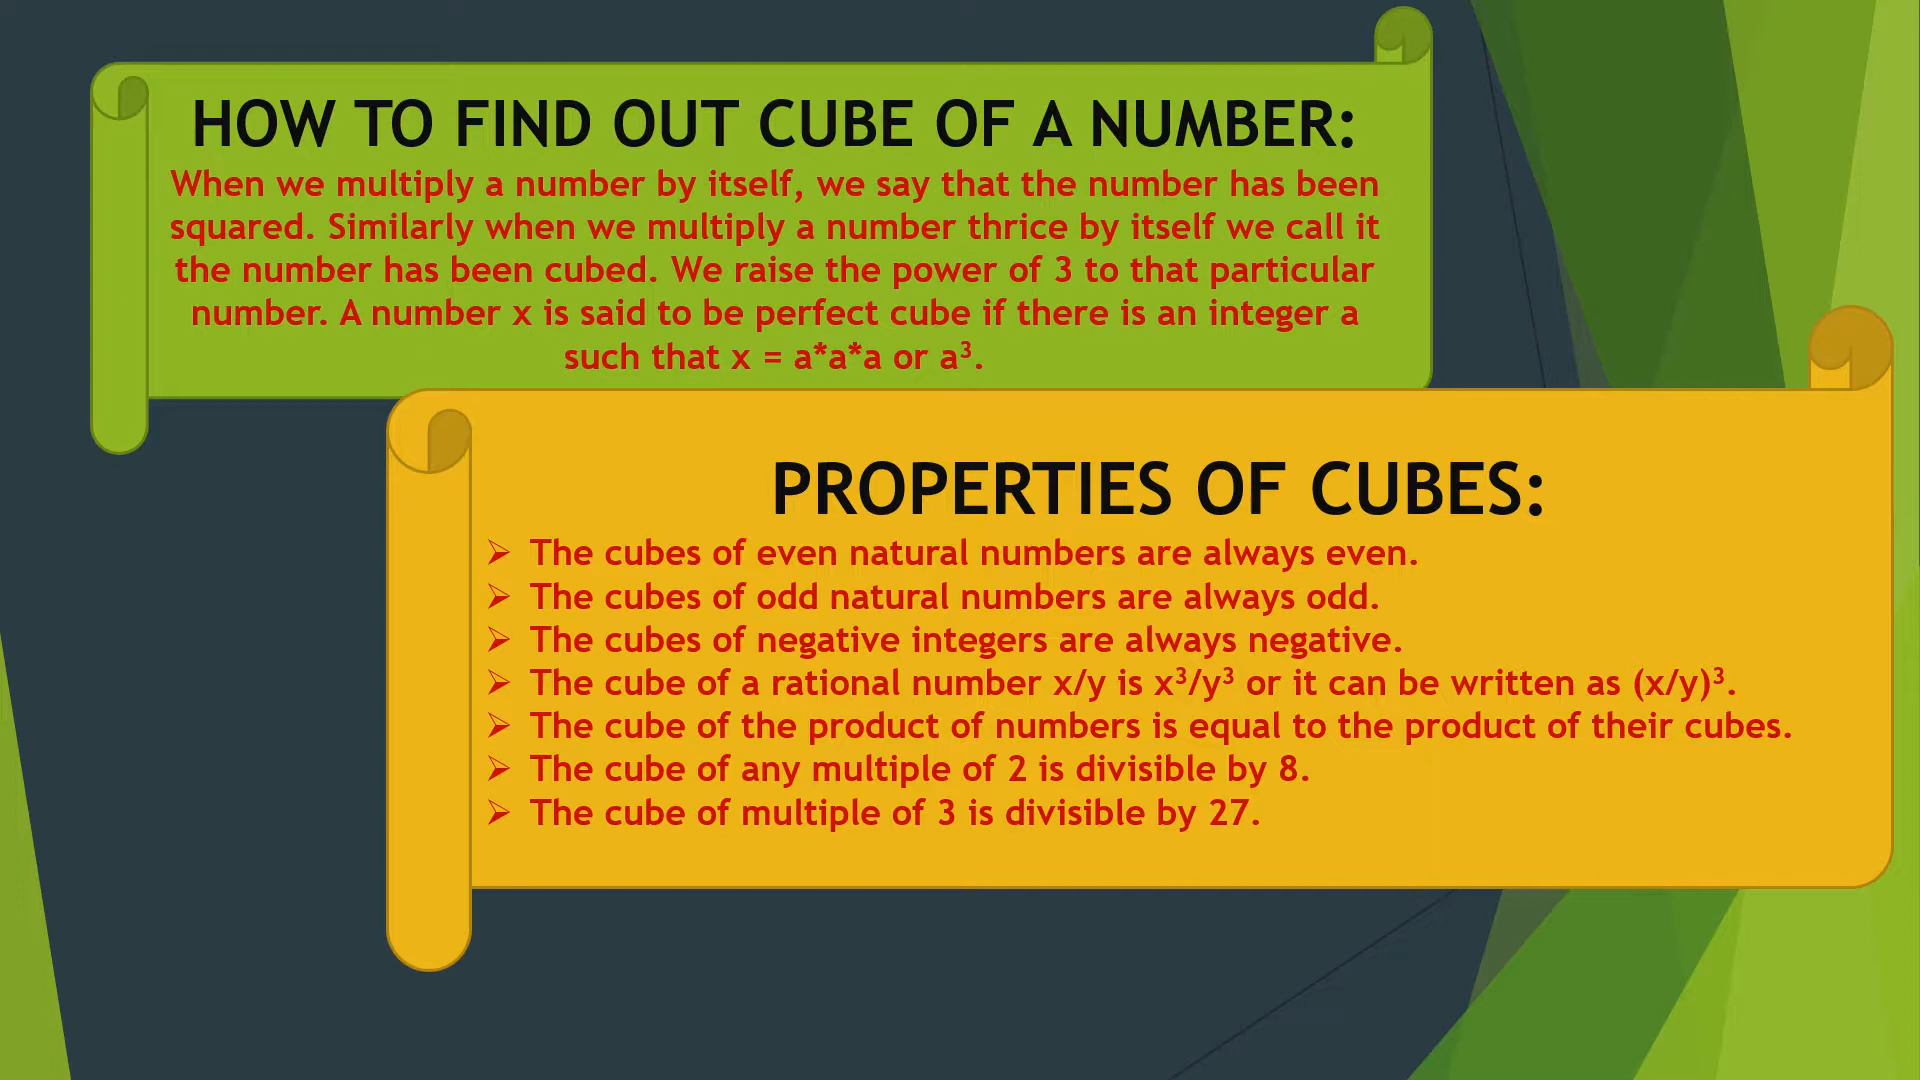 HOW TO FIND OUT CUBE OF A NUMBER:
When we multiply a number by itself, we say that the number has been
squared. Similarly when we multiply a number thrice by itself we call it
the number has been cubed. We raise the power of 3 to that particular
number. A number x is said to be perfect cube if there is an integer a
such that x = a*a*a or a³.
PROPERTIES OF CUBES:
➢ The cubes of even natural numbers are always even.
➢ The cubes of odd natural numbers are always odd.
➢ The cubes of negative integers are always negative.
➢ The cube of a rational number x/y is x³/y³ or it can be written as (x/y)³.
➢ The cube of the product of numbers is equal to the product of their cubes.
➢ The cube of any multiple of 2 is divisible by 8.
➢ The cube of multiple of 3 is divisible by 27.